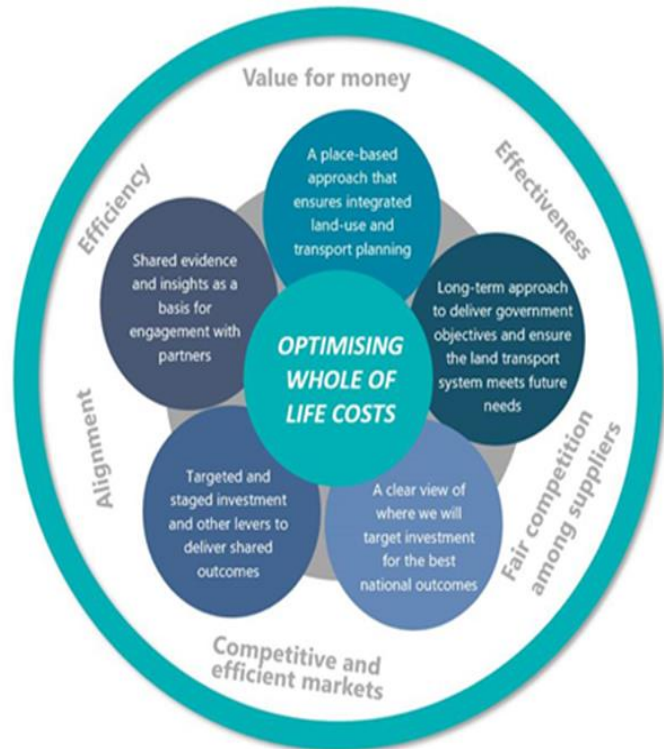 Value for money
Efficiency
Effectiveness
A place-based
approach that
ensures integrated
land-use and
transport planning
Shared evidence
and insights as a
basis for
engagement with
partners
Long-term approach
to deliver government
objectives and ensure
the land transport
system meets future
needs
OPTIMISING
WHOLE OF
LIFE COSTS
Alignment
Targeted and
staged investment
and other levers to
deliver shared
outcomes
A clear view of
where we will
target investment
for the best
national outcomes
Fair competition
among suppliers
Competitive and
efficient markets